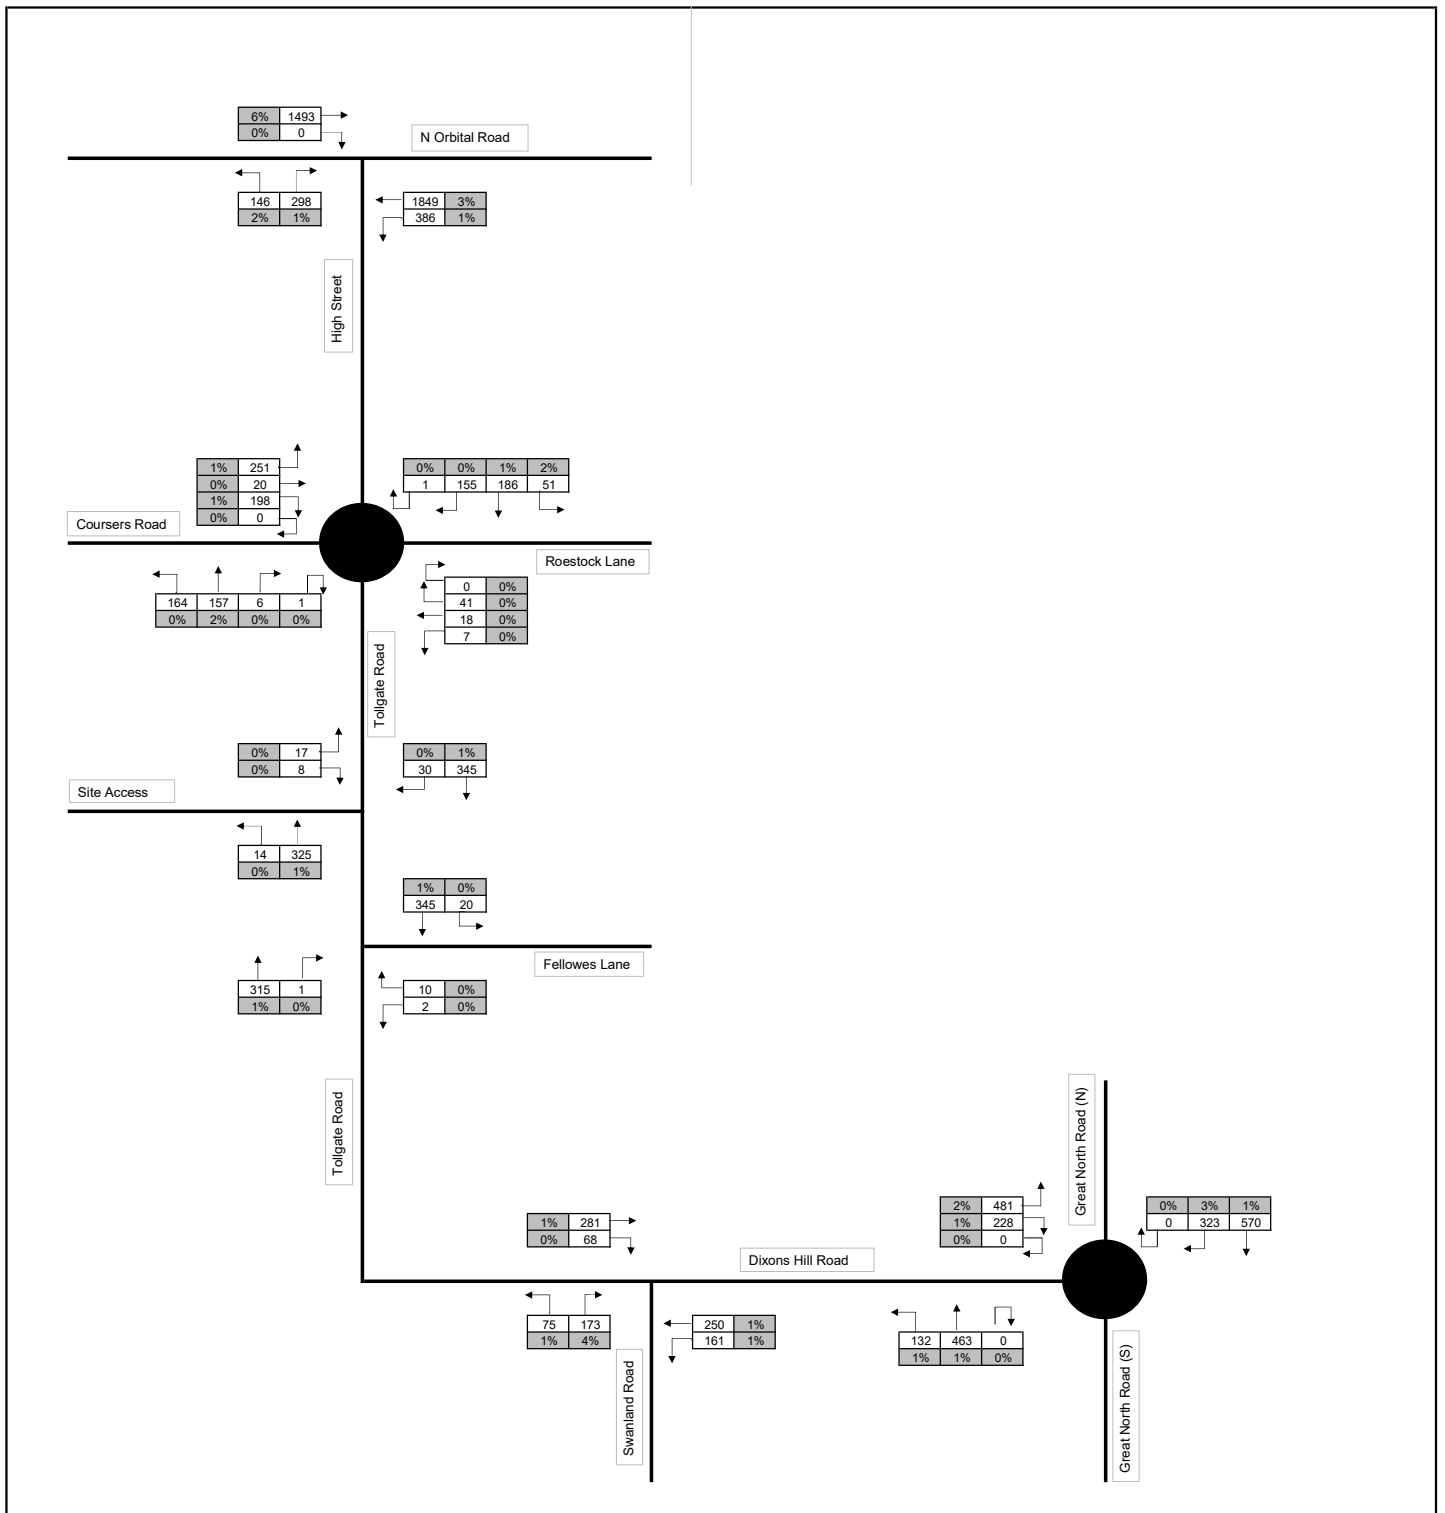 6% 1493
0% 0
N Orbital Road
146 298
2% 1%
1849 3%
386 1%
High Street
1% 251
0% 20
1% 198
0% 0
0% 0% 1% 2%
1 155 186 51
Coursers Road
Roestock Lane
164 157 6 1
0% 2% 0% 0%
0 0%
41 0%
18 0%
7 0%
Tollgate Road
0% 17
0% 8
0% 1%
30 345
Site Access
14 325
0% 1%
1% 0%
345 20
Fellowes Lane
315 1
1% 0%
10 0%
2 0%
Tollgate Road
Great North Road (N)
1% 281
0% 68
2% 481
1% 228
0% 0
0% 3% 1%
0 323 570
Dixons Hill Road
75 173
1% 4%
250 1%
161 1%
132 463 0
1% 1% 0%
Swanland Road
Great North Road (S)